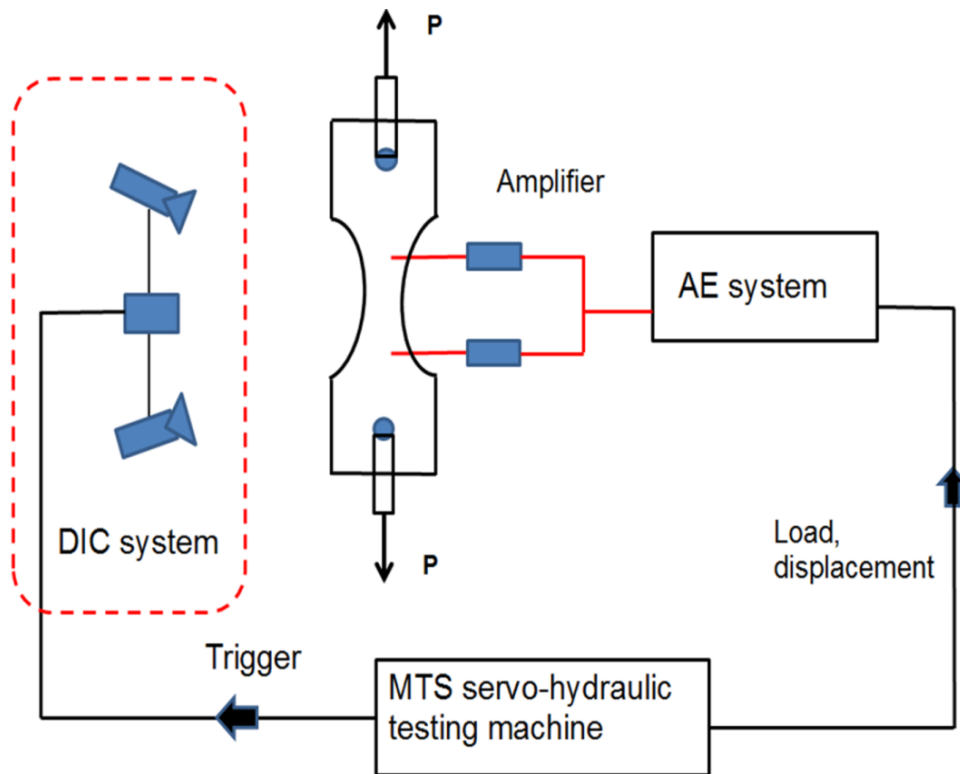 P
Amplifier
AE system
DIC system
P
Load,
displacement
Trigger
MTS servo-hydraulic
testing machine